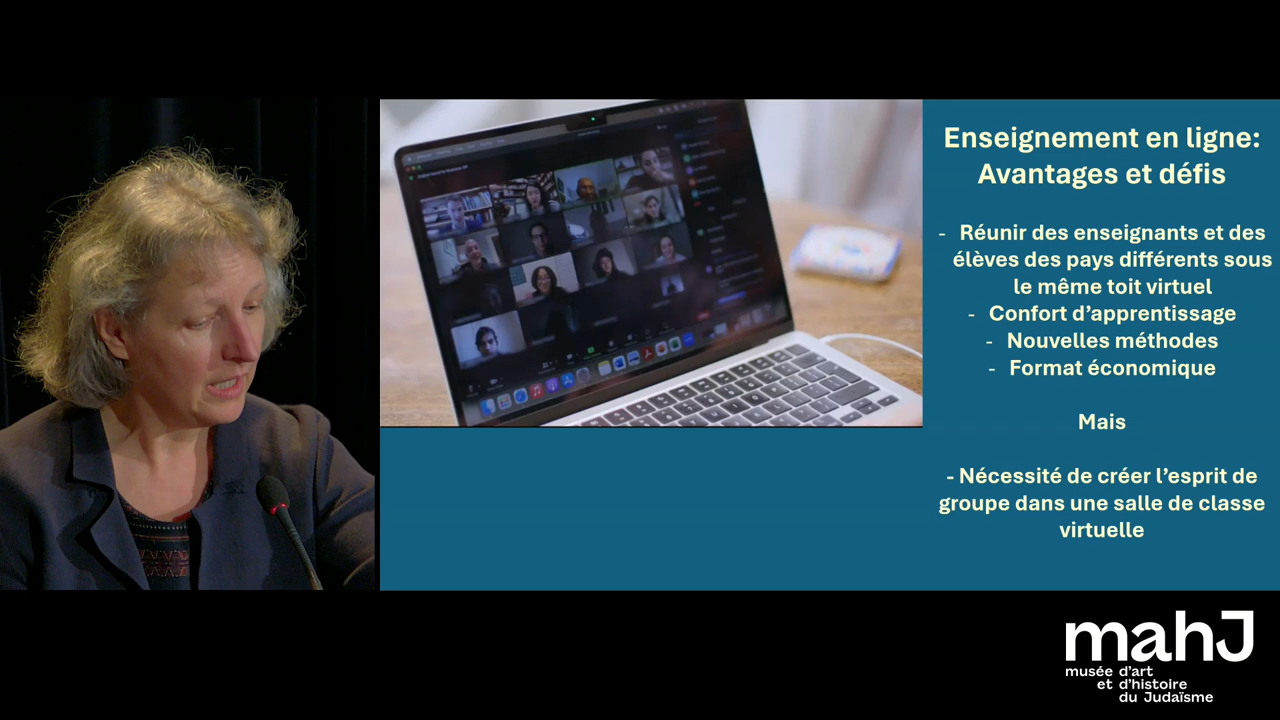 Enseignement en ligne:
Avantages et défis
- Réunir des enseignants et des
élèves des pays différents sous
le même toit virtuel
- Confort d’apprentissage
- Nouvelles méthodes
- Format économique
Mais
- Nécessité de créer l’esprit de
groupe dans une salle de classe
virtuelle
mahJ
musée d’art
et d’histoire
du Judaïsme